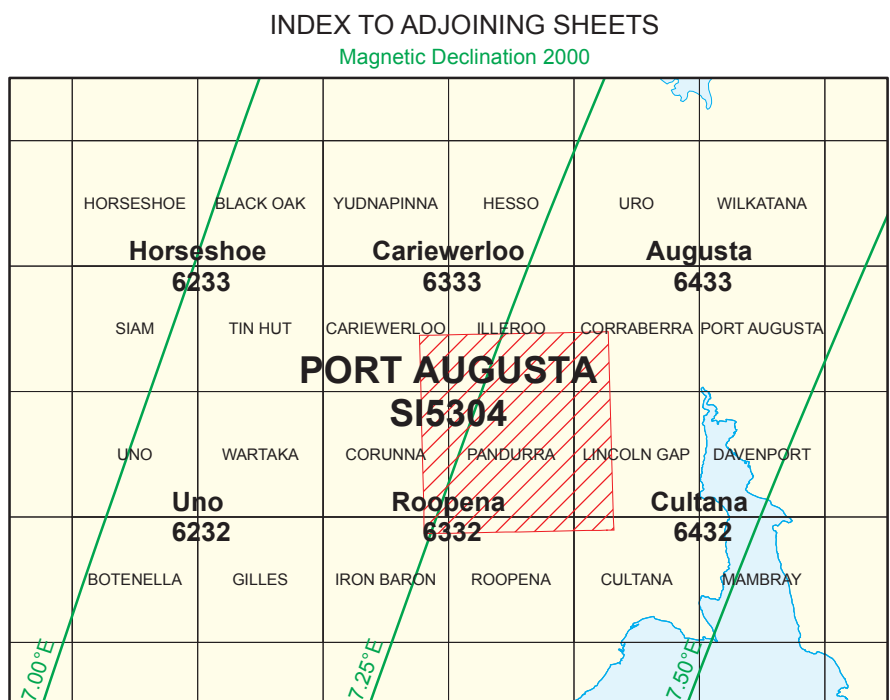 INDEX TO ADJOINING SHEETS
Magnetic Declination 2000
HORSESHOE BLACK OAK YUDNAPINNA HESSO URO WILKATANA
Horseshoe Cariewerloo Augusta
6233 6333 6433
SIAM TIN HUT CARIEWERLOO ILLEROO CORRABERRA PORT AUGUSTA
PORT AUGUSTA
SI5304
UNO WARTAKA CORUNNA PANDURRA LINCOLN GAP DAVENPORT
Uno Roopena Cultana
6232 6332 6432
BOTENELLA GILLES IRON BARON ROOPENA CULTANA MAMBRAY
7.00°E 7.25°E 7.50°E